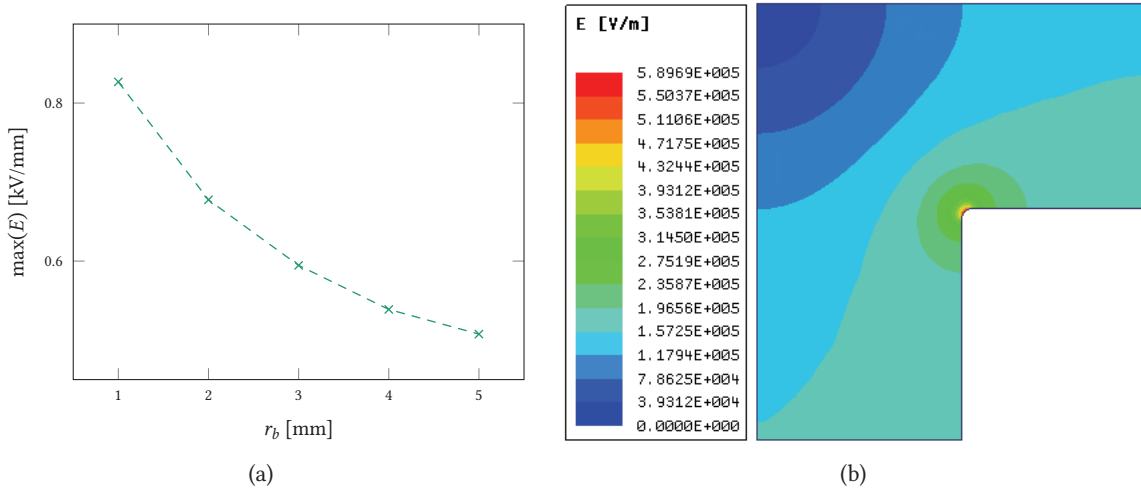 0.8
0.6
max(E) [kV/mm]
1 2 3 4 5
r_b [mm]
(a)
E [V/m]
5.8969E+005
5.5037E+005
5.1106E+005
4.7175E+005
4.3244E+005
3.9312E+005
3.5381E+005
3.1450E+005
2.7519E+005
2.3587E+005
1.9656E+005
1.5725E+005
1.1794E+005
7.8625E+004
3.9312E+004
0.0000E+000
(b)